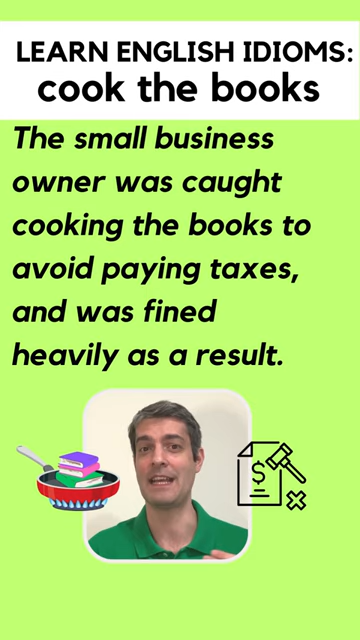 LEARN ENGLISH IDIOMS:
cook the books
The small business
owner was caught
cooking the books to
avoid paying taxes,
and was fined
heavily as a result.
$